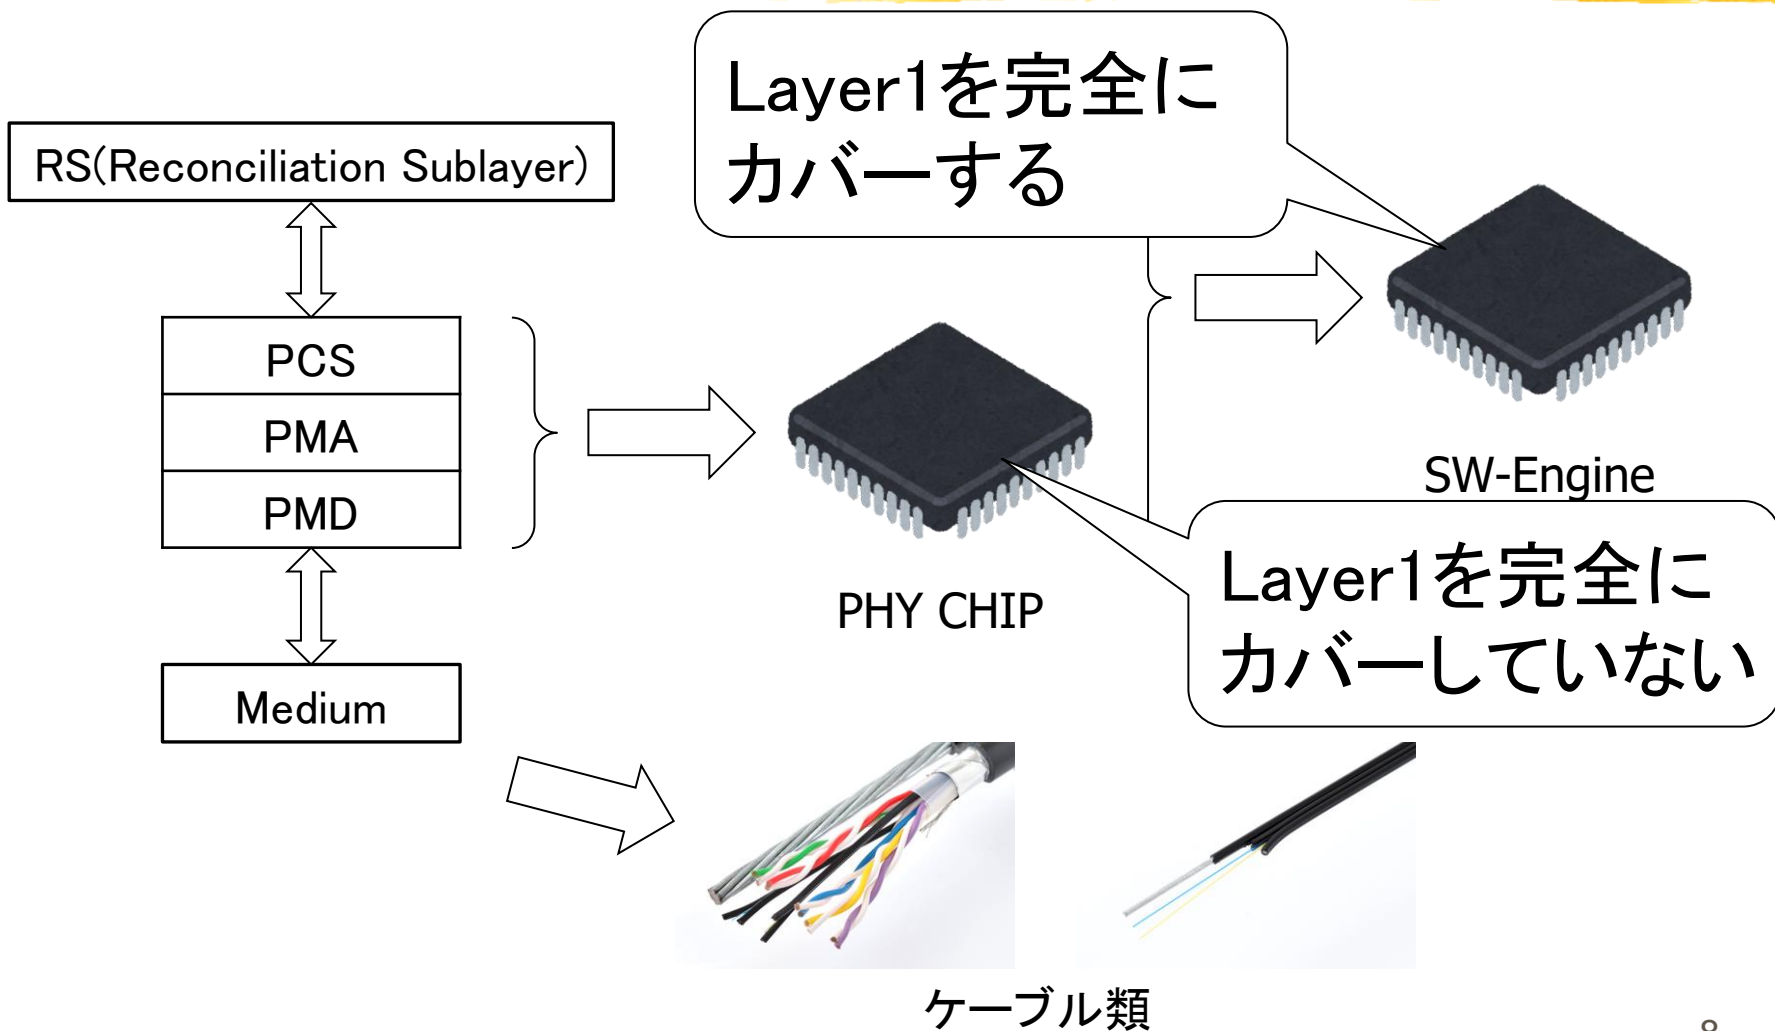 Layer1を完全に
カバーする
RS(Reconciliation Sublayer)
PCS
PMA
PMD
Medium
PHY CHIP
SW-Engine
Layer1を完全に
カバーしていない
ケーブル類